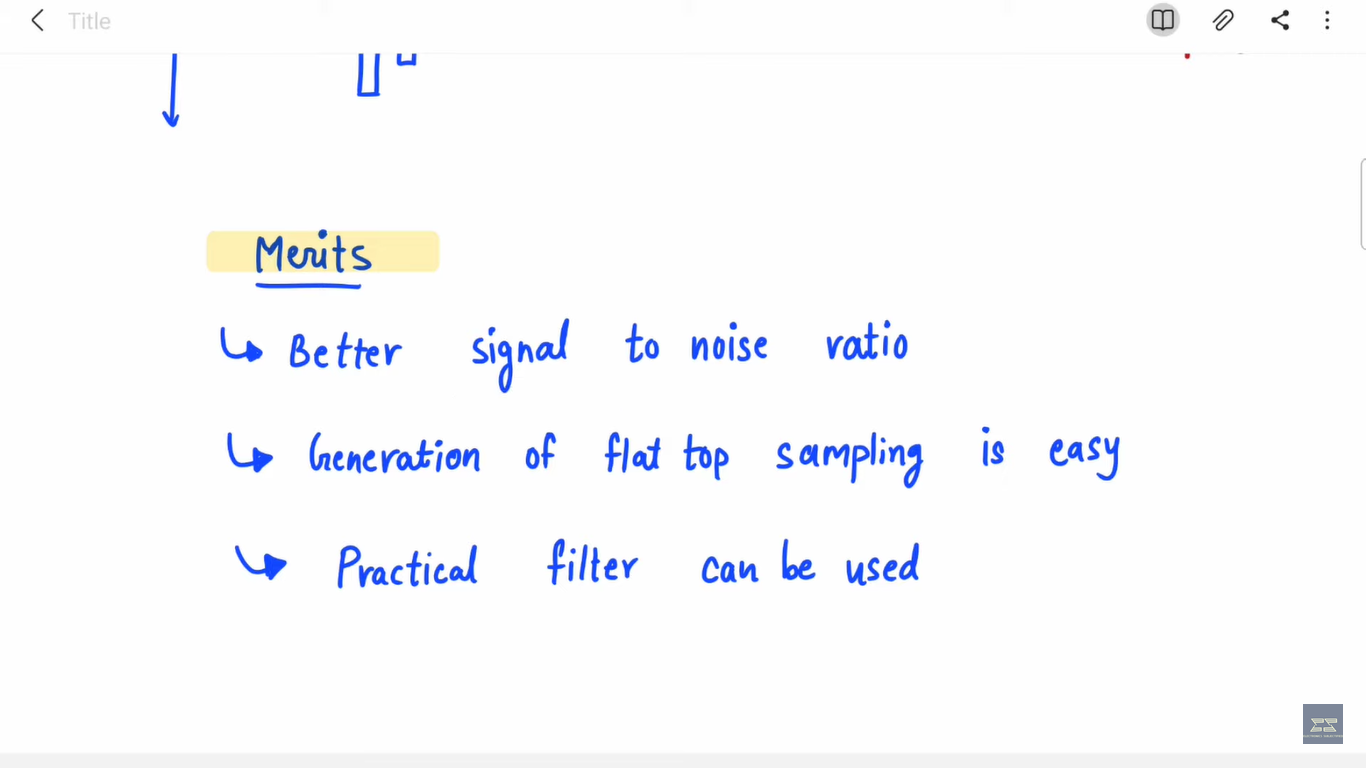 Title
Merits
Better signal to noise ratio
Generation of flat top sampling is easy
Practical filter can be used